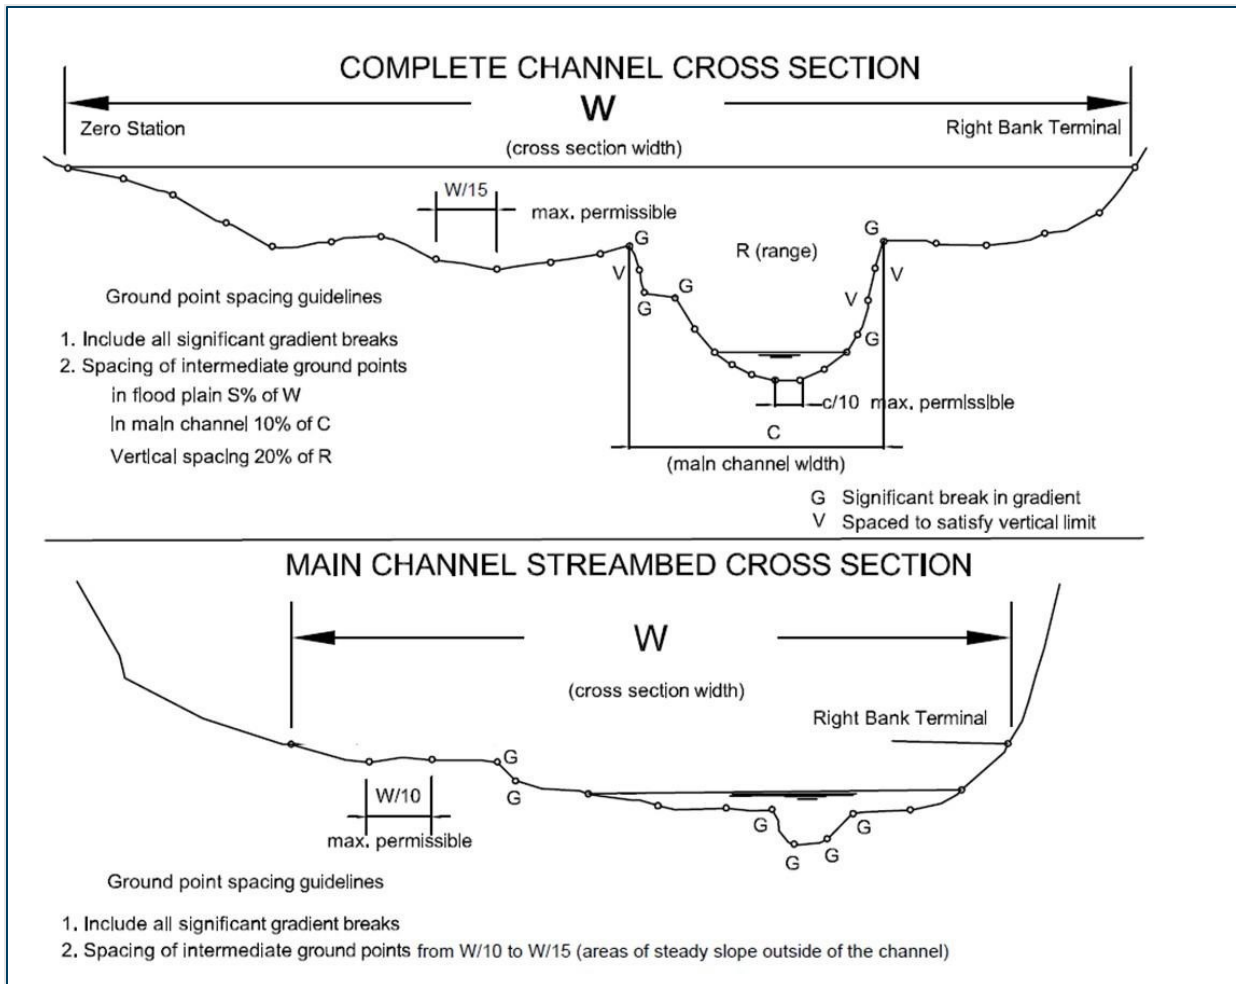 COMPLETE CHANNEL CROSS SECTION
W
Zero Station
Right Bank Terminal
(cross section width)
W/15
max. permissible
G
G
R (range)
V
V
G
G
V
Ground point spacing guidelines
G
1. Include all significant gradient breaks
2. Spacing of intermediate ground points
in flood plain S% of W
In main channel 10% of C
c/10 max. permissible
Vertical spacing 20% of R
C
(main channel width)
G Significant break in gradient
V Spaced to satisfy vertical limit
MAIN CHANNEL STREAMBED CROSS SECTION
W
(cross section width)
Right Bank Terminal
G
W/10
G
max. permissible
G
G
G
G
Ground point spacing guidelines
1. Include all significant gradient breaks
2. Spacing of intermediate ground points from W/10 to W/15 (areas of steady slope outside of the channel)